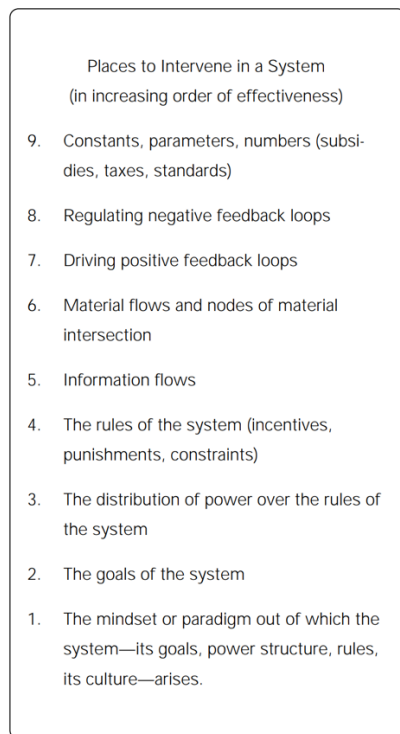 Places to Intervene in a System
(in increasing order of effectiveness)
9. Constants, parameters, numbers (subsi-
dies, taxes, standards)
8. Regulating negative feedback loops
7. Driving positive feedback loops
6. Material flows and nodes of material
intersection
5. Information flows
4. The rules of the system (incentives,
punishments, constraints)
3. The distribution of power over the rules of
the system
2. The goals of the system
1. The mindset or paradigm out of which the
system—its goals, power structure, rules,
its culture—arises.